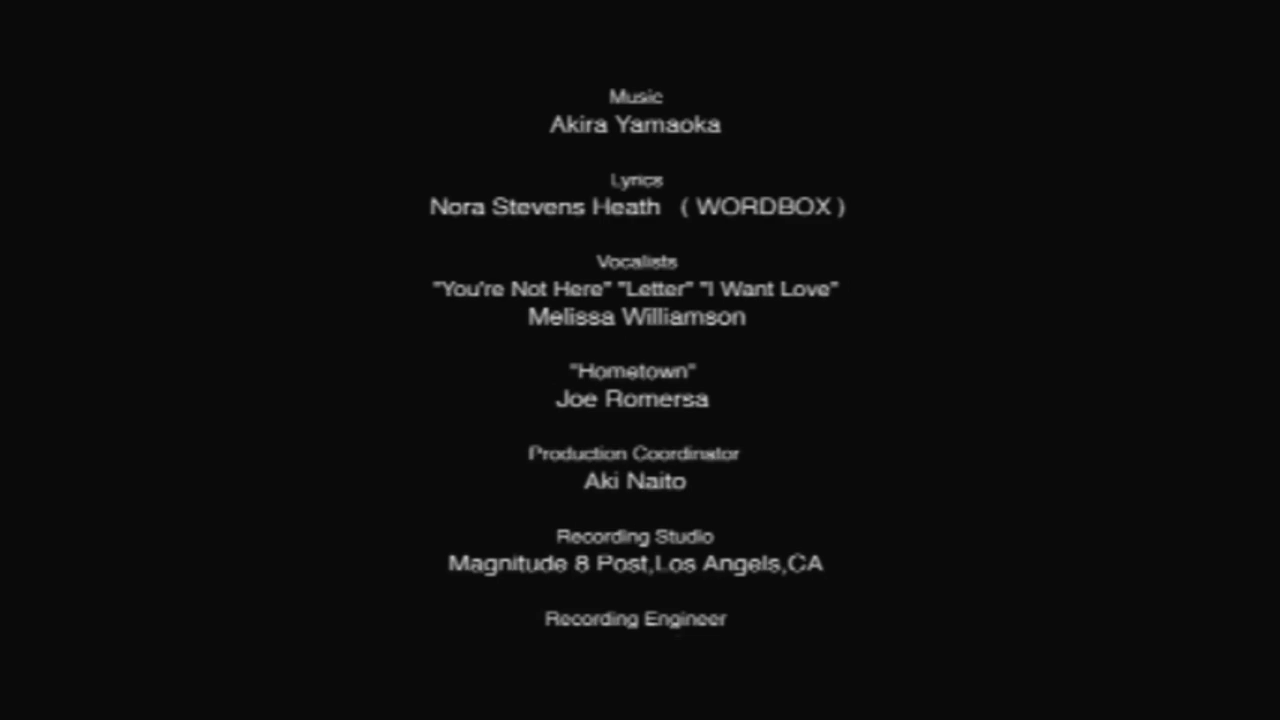 Music
Akira Yamaoka
Lyrics
Nora Stevens Heath ( WORDBOX )
Vocalists
"You're Not Here" "Letter" "I Want Love"
Melissa Williamson
"Hometown"
Joe Romersa
Production Coordinator
Aki Naito
Recording Studio
Magnitude 8 Post,Los Angels,CA
Recording Engineer